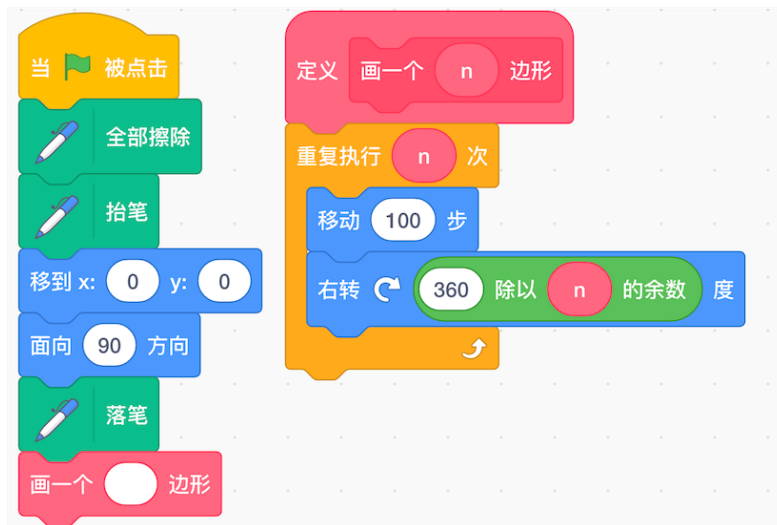 当 被点击
全部擦除
抬笔
移到 x: 0 y: 0
面向 90 方向
落笔
画一个 边形
定义 画一个 n 边形
重复执行 n 次
移动 100 步
右转 360 除以 n 的余数 度